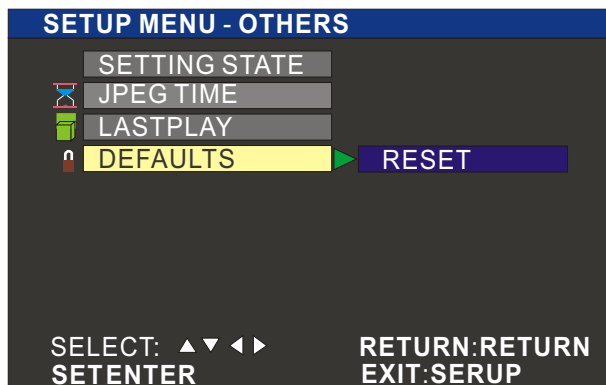 SETUP MENU - OTHERS
SETTING STATE
JPEG TIME
LASTPLAY
DEFAULTS RESET
SELECT: RETURN:RETURN
SETENTER EXIT:SERUP